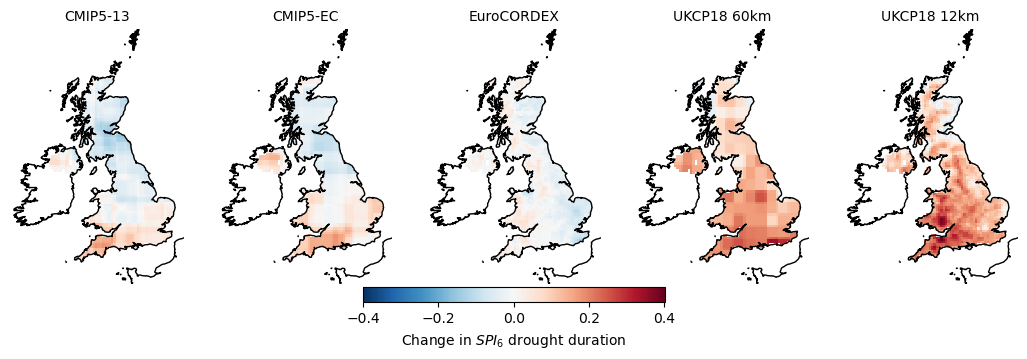 CMIP5-13 CMIP5-EC EuroCORDEX UKCP18 60km UKCP18 12km
−0.4 −0.2 0.0 0.2 0.4
Change in SPI₆ drought duration